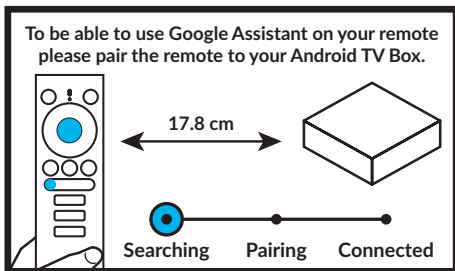 To be able to use Google Assistant on your remote
please pair the remote to your Android TV Box.
17.8 cm
Searching Pairing Connected